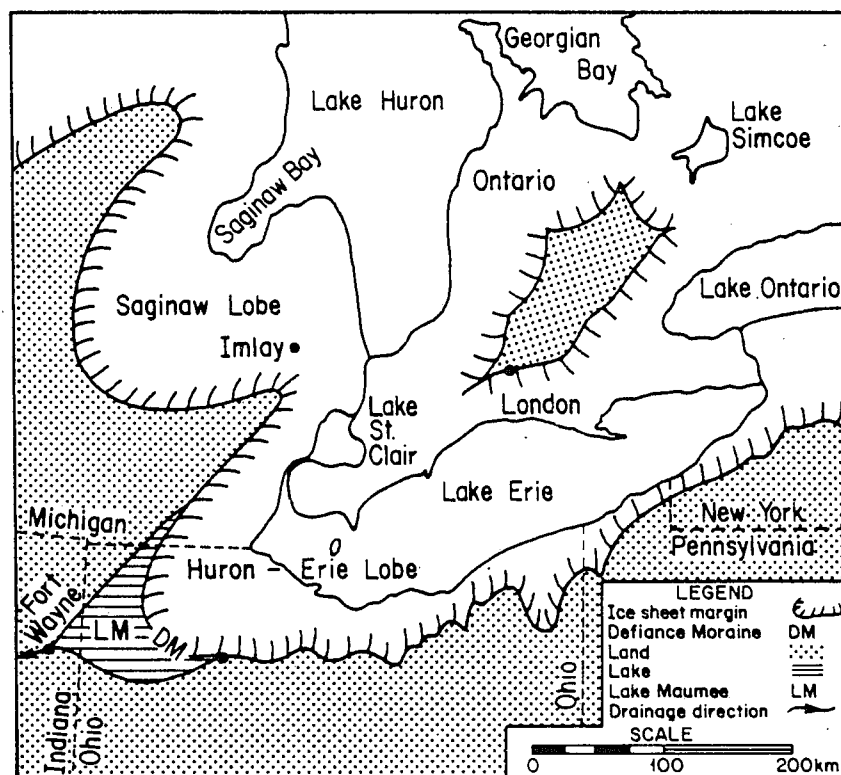 Georgian
Bay
Lake Huron
Lake
Simcoe
Saginaw Bay
Ontario
Lake Ontario
Saginaw Lobe
Imlay
London
Lake
St.
Clair
Lake Erie
Michigan
New York
Pennsylvania
Huron - Erie Lobe
Fort
Wayne
LM
DM
Indiana
Ohio
Ohio
LEGEND
Ice sheet margin
Defiance Moraine DM
Land
Lake
Lake Maumee LM
Drainage direction
SCALE
0 100 200km